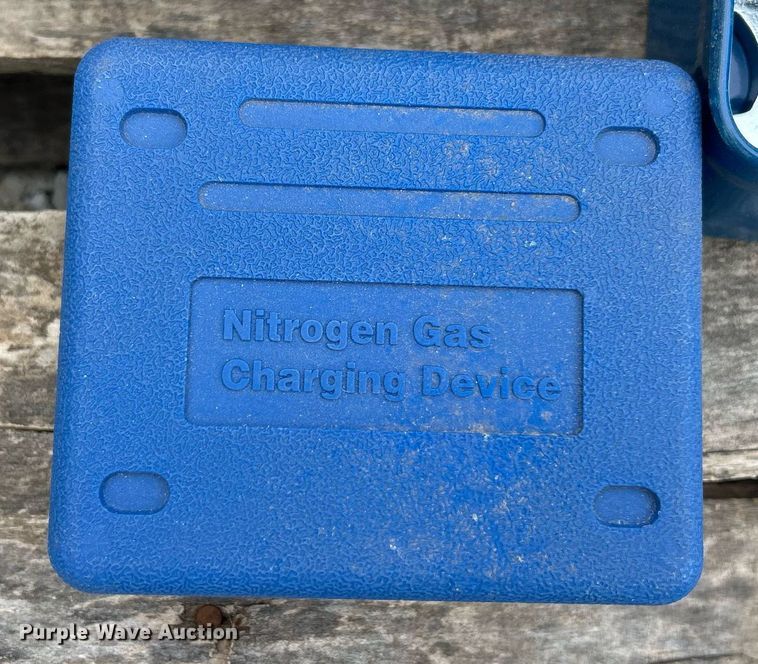 Nitrogen Gas
Charging Device
Purple Wave Auction